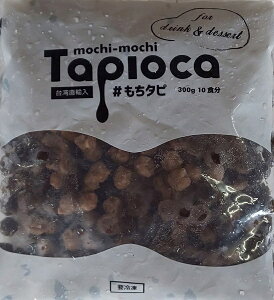 for
drink & dessert
mochi-mochi
Tapioca
台湾直輸入
#もちタピ
300g 10食分
要冷凍